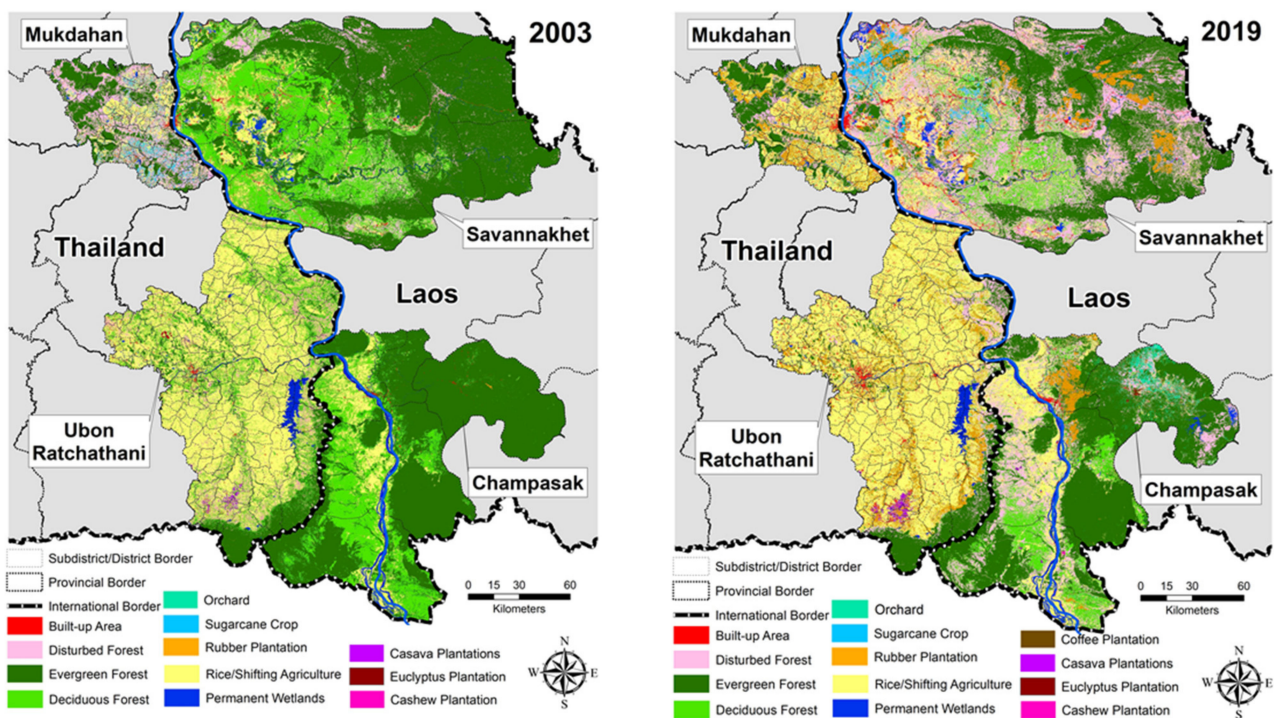 2003
Mukdahan
Savannakhet
Thailand
Laos
Ubon
Ratchathani
Champasak
Subdistrict/District Border
Provincial Border
International Border
Built-up Area
Disturbed Forest
Evergreen Forest
Deciduous Forest
Orchard
Sugarcane Crop
Rubber Plantation
Rice/Shifting Agriculture
Permanent Wetlands
Casava Plantations
Euclyptus Plantation
Cashew Plantation
0 15 30 60
Kilometers
N
W E
S
2019
Mukdahan
Savannakhet
Thailand
Laos
Ubon
Ratchathani
Champasak
Subdistrict/District Border
Provincial Border
International Border
Built-up Area
Disturbed Forest
Evergreen Forest
Deciduous Forest
Orchard
Sugarcane Crop
Rubber Plantation
Rice/Shifting Agriculture
Permanent Wetlands
Coffee Plantation
Casava Plantations
Euclyptus Plantation
Cashew Plantation
0 15 30 60
Kilometers
N
W E
S